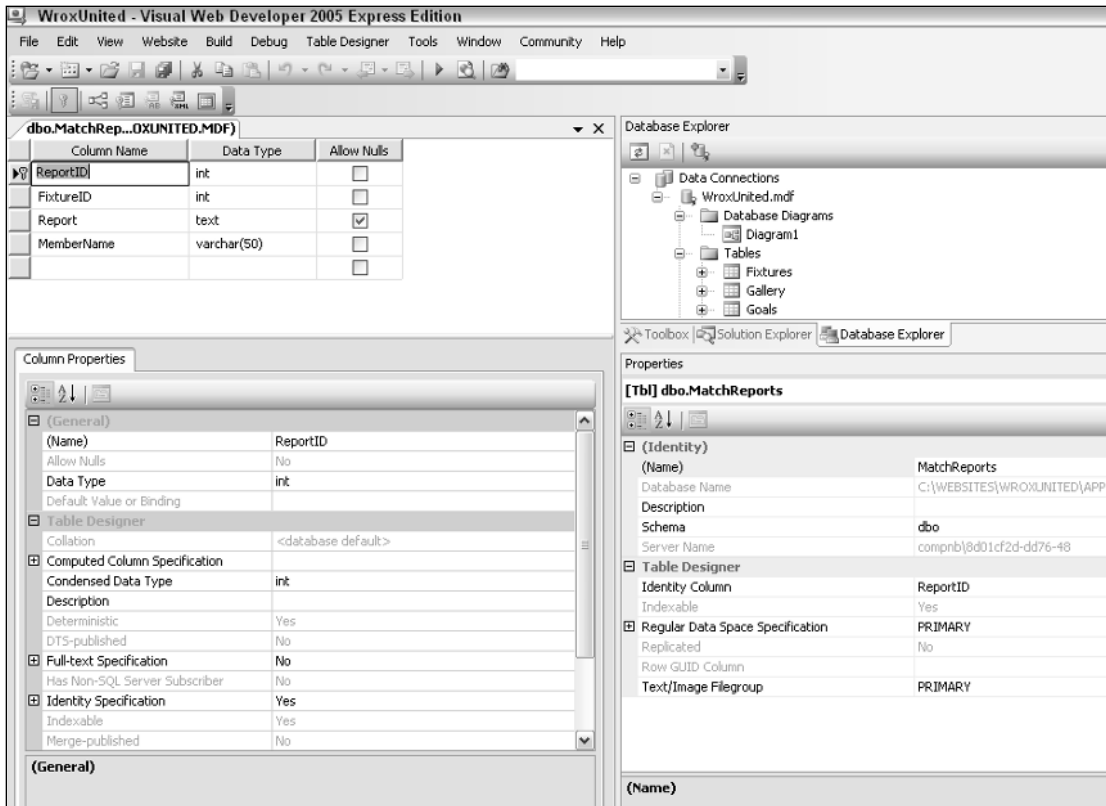 WroxUnited - Visual Web Developer 2005 Express Edition
File Edit View Website Build Debug Table Designer Tools Window Community Help
dbo.MatchRep...OXUNITED.MDF)
Column Name Data Type Allow Nulls
ReportID int
FixtureID int
Report text
MemberName varchar(50)
Column Properties
(General)
(Name) ReportID
Allow Nulls No
Data Type int
Default Value or Binding
Table Designer
Collation <database default>
Computed Column Specification
Condensed Data Type int
Description
Deterministic Yes
DTS-published No
Full-text Specification No
Has Non-SQL Server Subscriber No
Identity Specification Yes
Indexable Yes
Merge-published No
(General)
Database Explorer
Data Connections
WroxUnited.mdf
Database Diagrams
Diagram1
Tables
Fixtures
Gallery
Goals
Toolbox Solution Explorer Database Explorer
Properties
[Tbl] dbo.MatchReports
(Identity)
(Name) MatchReports
Database Name C:\WEBSITES\WROXUNITED\APP
Description
Schema dbo
Server Name compnb\8d01cf2d-dd76-48
Table Designer
Identity Column ReportID
Indexable Yes
Regular Data Space Specification PRIMARY
Replicated No
Row GUID Column
Text/Image Filegroup PRIMARY
(Name)